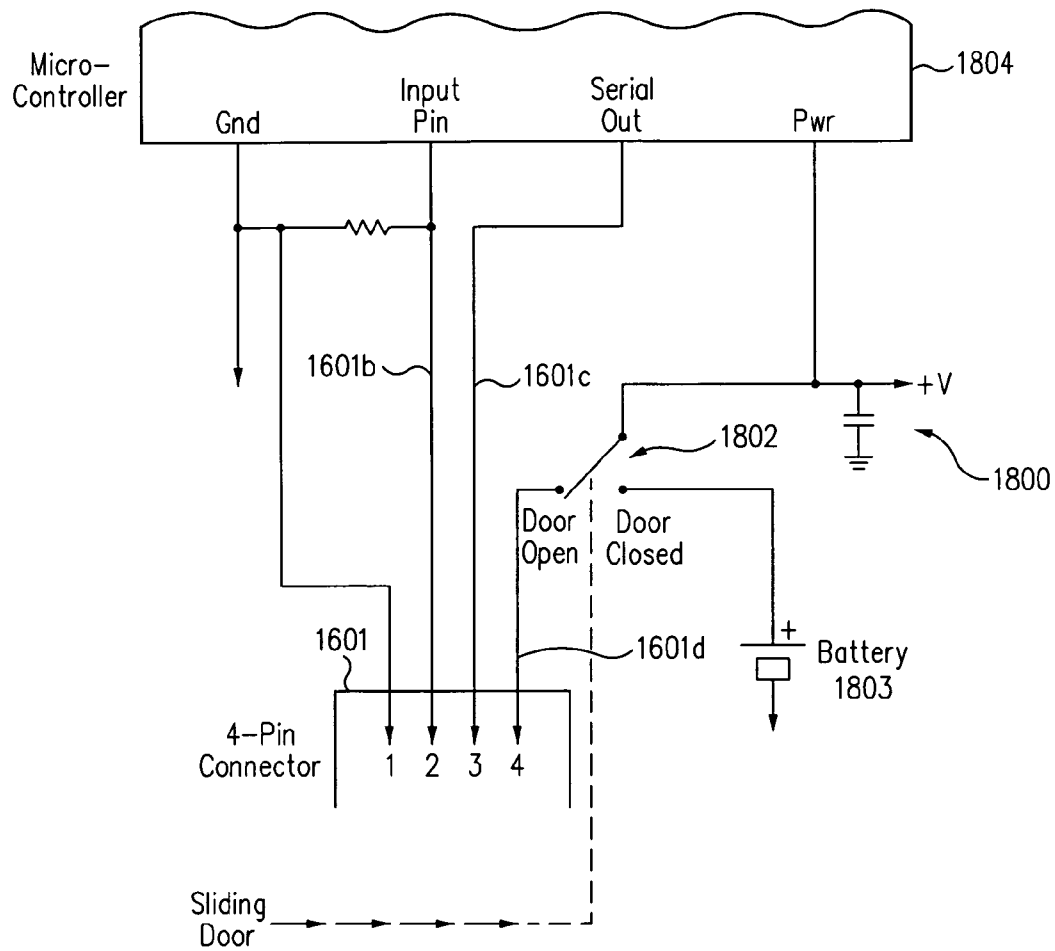 Micro-
Controller
Gnd
Input
Pin
Serial
Out
Pwr
1804
1601b
1601c
+V
1802
1800
Door
Open
Door
Closed
1601
1601d
+
Battery
1803
4-Pin
Connector
1 2 3 4
Sliding
Door